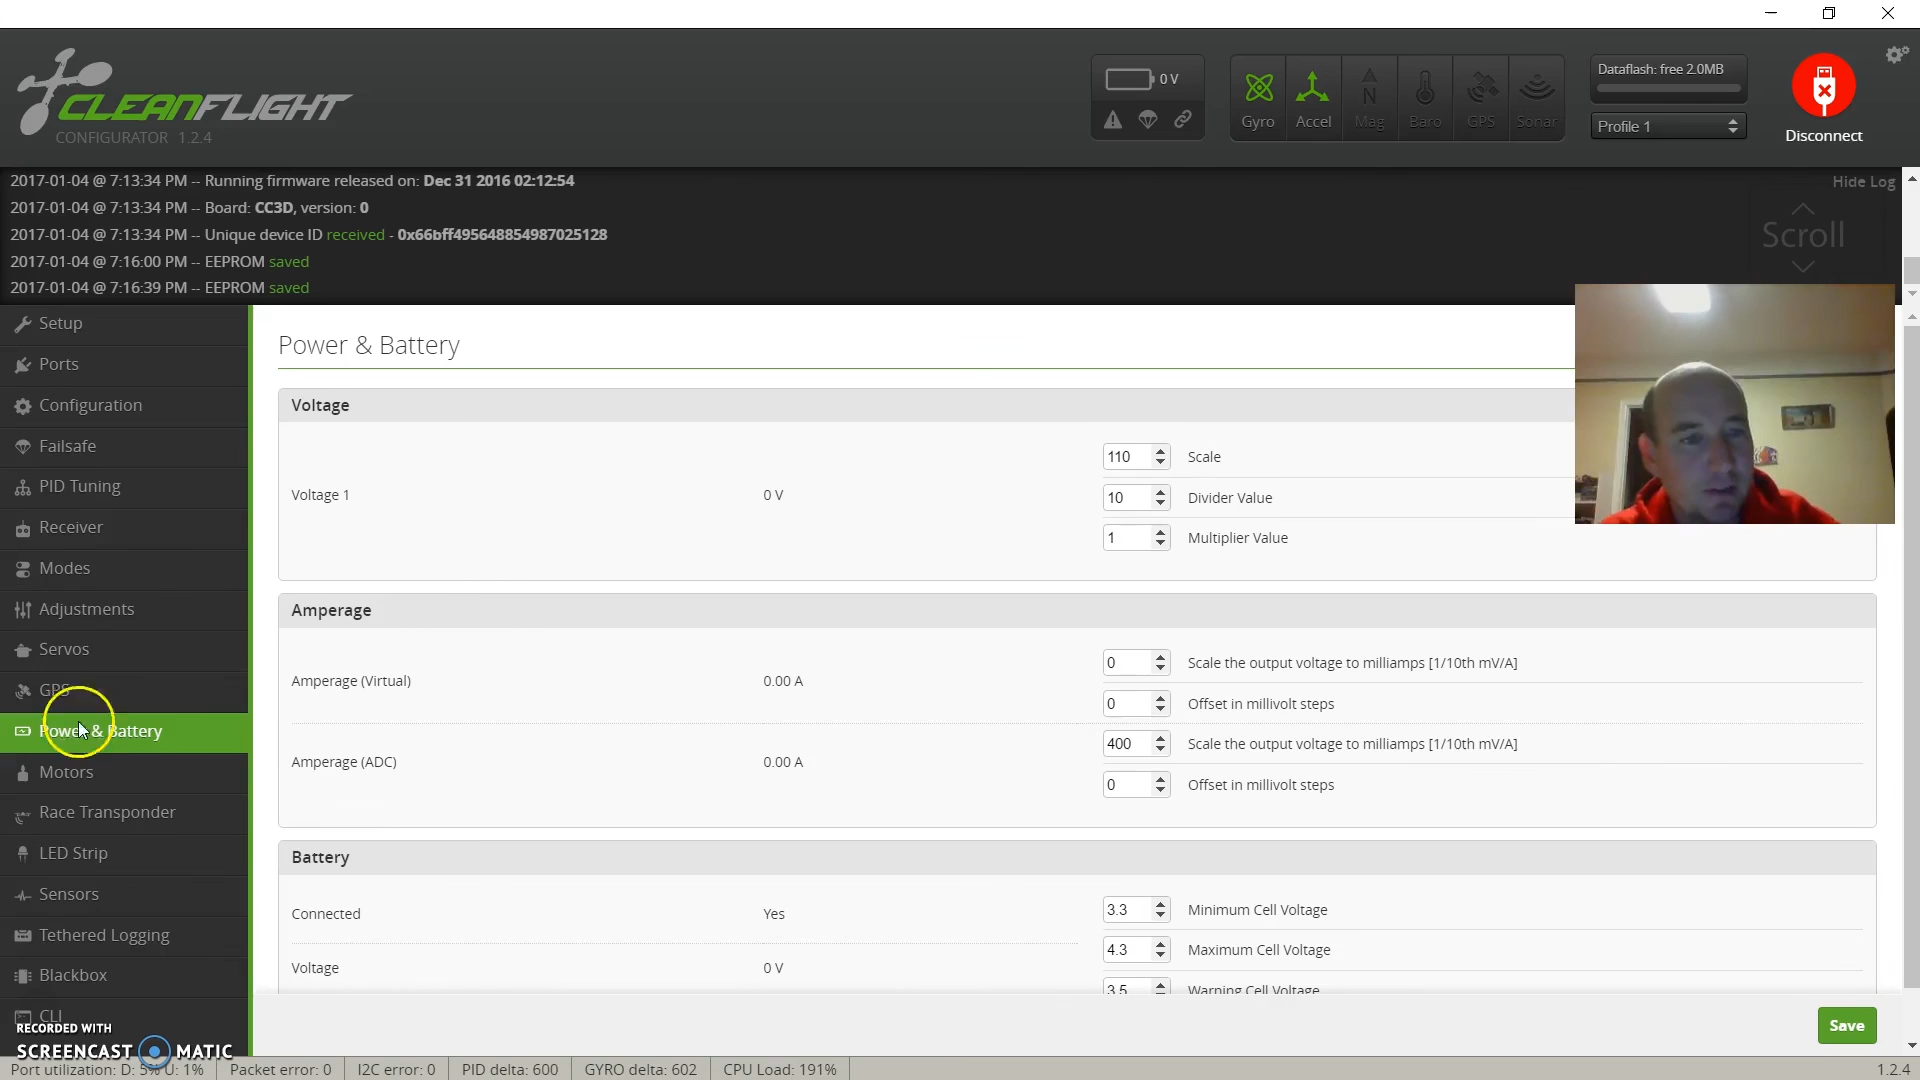 CLEANFLIGHT
CONFIGURATOR 1.2.4
0 V
Gyro
Accel
Mag
Baro
GPS
Sonar
Dataflash: free 2.0MB
Profile 1
Disconnect
2017-01-04 @ 7:13:34 PM -- Running firmware released on: Dec 31 2016 02:12:54
2017-01-04 @ 7:13:34 PM -- Board: CC3D, version: 0
2017-01-04 @ 7:13:34 PM -- Unique device ID received - 0x66bff495648854987025128
2017-01-04 @ 7:16:00 PM -- EEPROM saved
2017-01-04 @ 7:16:39 PM -- EEPROM saved
Hide Log
Scroll
Setup
Ports
Configuration
Failsafe
PID Tuning
Receiver
Modes
Adjustments
Servos
GPS
Power & Battery
Motors
Race Transponder
LED Strip
Sensors
Tethered Logging
Blackbox
CLI
Power & Battery
Voltage
Voltage 1
0 V
110 Scale
10 Divider Value
1 Multiplier Value
Amperage
Amperage (Virtual)
0.00 A
0 Scale the output voltage to milliamps [1/10th mV/A]
0 Offset in millivolt steps
Amperage (ADC)
0.00 A
400 Scale the output voltage to milliamps [1/10th mV/A]
0 Offset in millivolt steps
Battery
Connected
Yes
3.3 Minimum Cell Voltage
4.3 Maximum Cell Voltage
Voltage
0 V
3.5 Warning Cell Voltage
Save
RECORDED WITH
SCREENCAST MATIC
Port utilization: D: 5% U: 1%
Packet error: 0
I2C error: 0
PID delta: 600
GYRO delta: 602
CPU Load: 191%
1.2.4